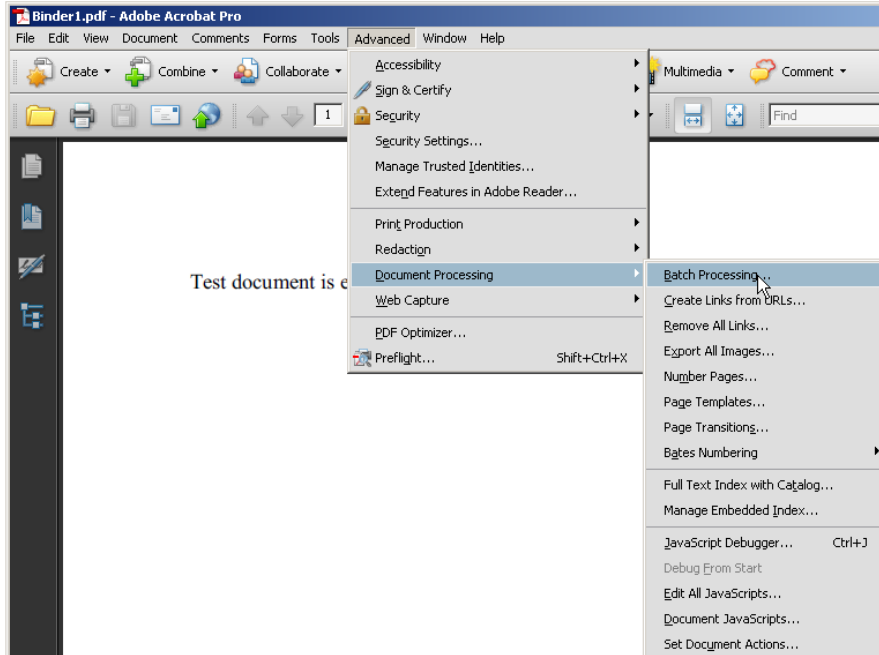 Binder1.pdf - Adobe Acrobat Pro
File Edit View Document Comments Forms Tools Advanced Window Help
Create Combine Collaborate Multimedia Comment
1 Find
Accessibility
Sign & Certify
Security
Security Settings...
Manage Trusted Identities...
Extend Features in Adobe Reader...
Print Production
Redaction
Document Processing
Web Capture
PDF Optimizer...
Preflight... Shift+Ctrl+X
Test document is e
Batch Processing...
Create Links from URLs...
Remove All Links...
Export All Images...
Number Pages...
Page Templates...
Page Transitions...
Bates Numbering
Full Text Index with Catalog...
Manage Embedded Index...
JavaScript Debugger... Ctrl+J
Debug From Start
Edit All JavaScripts...
Document JavaScripts...
Set Document Actions...